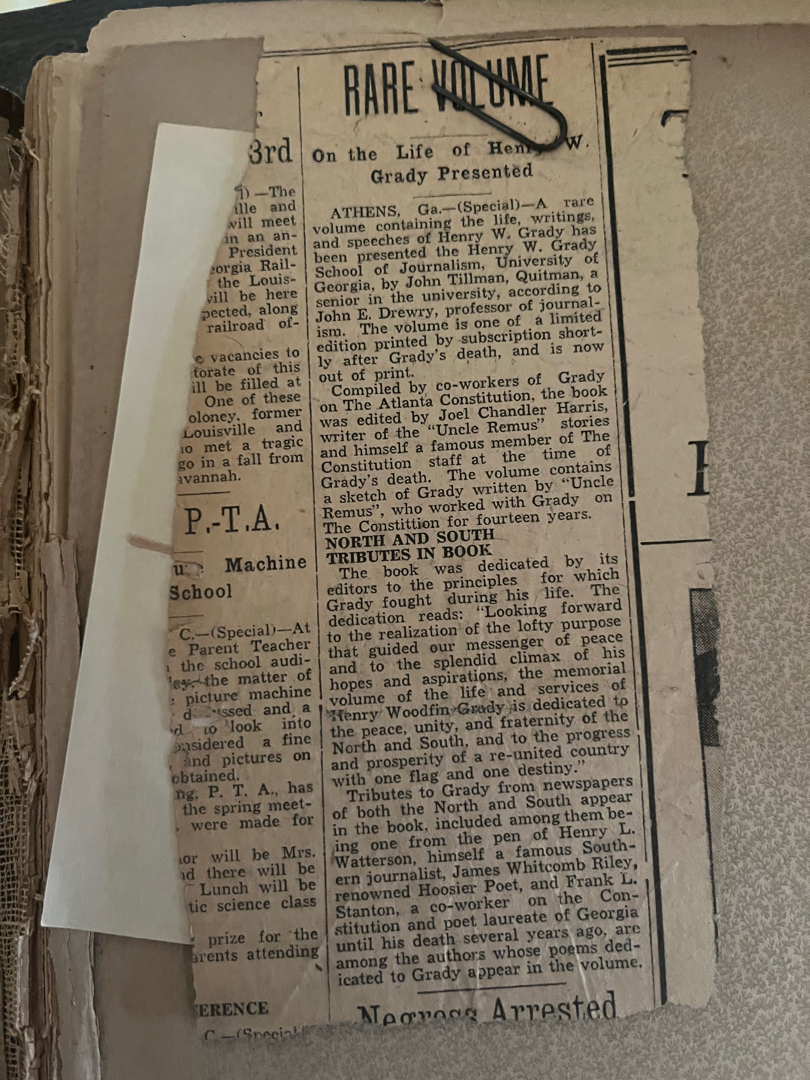 RARE VOLUME
On the Life of Henry W.
Grady Presented
ATHENS, Ga.—(Special)—A rare
volume containing the life, writings,
and speeches of Henry W. Grady has
been presented the Henry W. Grady
School of Journalism, University of
Georgia, by John Tillman, Quitman, a
senior in the university, according to
John E. Drewry, professor of journal-
ism. The volume is one of a limited
edition printed by subscription short-
ly after Grady's death, and is now
out of print.
Compiled by co-workers of Grady
on The Atlanta Constitution, the book
was edited by Joel Chandler Harris,
writer of the "Uncle Remus" stories
and himself a famous member of The
Constitution staff at the time of
Grady's death. The volume contains
a sketch of Grady written by "Uncle
Remus", who worked with Grady on
The Constittion for fourteen years.
NORTH AND SOUTH
TRIBUTES IN BOOK
The book was dedicated by its
editors to the principles for which
Grady fought during his life. The
dedication reads: "Looking forward
to the realization of the lofty purpose
that guided our messenger of peace
and to the splendid climax of his
hopes and aspirations, the memorial
volume of the life and services of
Henry Woodfin Grady is dedicated to
the peace, unity, and fraternity of the
North and South, and to the progress
and prosperity of a re-united country
with one flag and one destiny."
Tributes to Grady from newspapers
of both the North and South appear
in the book, included among them be-
ing one from the pen of Henry L.
Watterson, himself a famous South-
ern journalist, James Whitcomb Riley,
renowned Hoosier Poet, and Frank L.
Stanton, a co-worker on the Con-
stitution and poet laureate of Georgia
until his death several years ago, are
among the authors whose poems ded-
icated to Grady appear in the volume.
Arrested
3rd
—The
ille and
will meet
in an an-
President
eorgia Rail-
the Louis-
will be here
pected, along
railroad of-
vacancies to
torate of this
ill be filled at
One of these
oloney, former
Louisville and
met a tragic
go in a fall from
avannah.
P.-T.A.
Machine
School
C.—(Special)—At
e Parent Teacher
the school audi-
the matter of
picture machine
and a
to look into
onsidered a fine
and pictures on
obtained.
ng, P. T. A., has
the spring meet-
were made for
or will be Mrs.
nd there will be
Lunch will be
tic science class
prize for the
arents attending
ERENCE